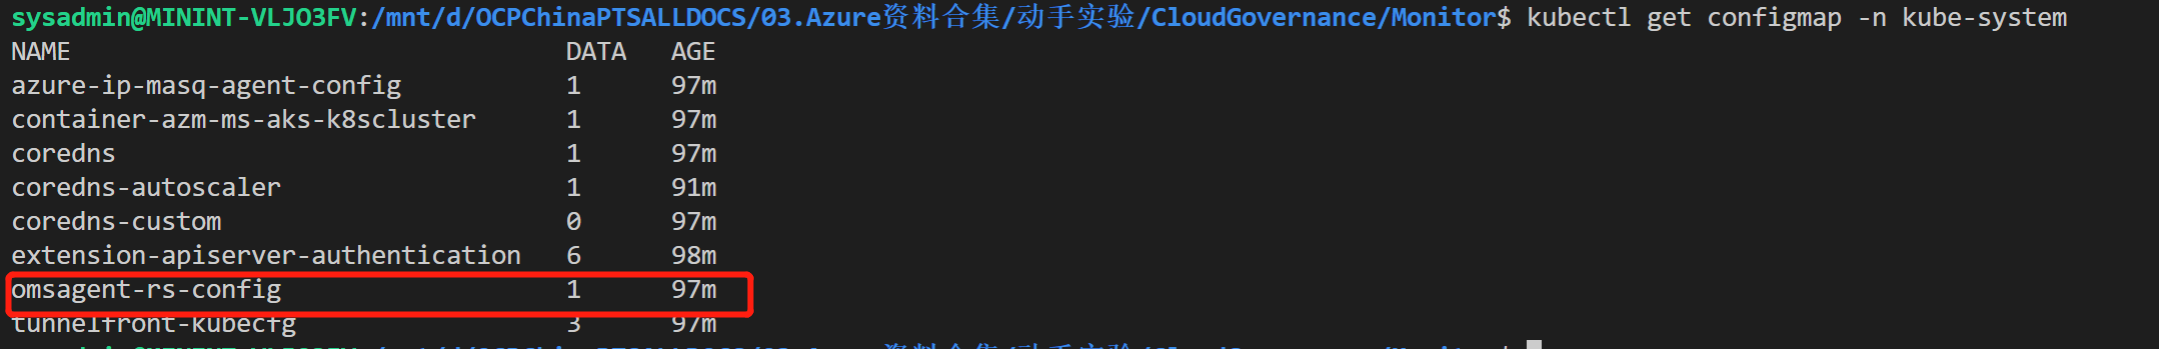 sysadmin@MININT-VLJO3FV:/mnt/d/OCPChinaPTSALLDOCS/03.Azure资料合集/动手实验/CloudGovernance/Monitor$ kubectl get configmap -n kube-system
NAME DATA AGE
azure-ip-masq-agent-config 1 97m
container-azm-ms-aks-k8scluster 1 97m
coredns 1 97m
coredns-autoscaler 1 91m
coredns-custom 0 97m
extension-apiserver-authentication 6 98m
omsagent-rs-config 1 97m
tunnelfront-kubecfg 3 97m